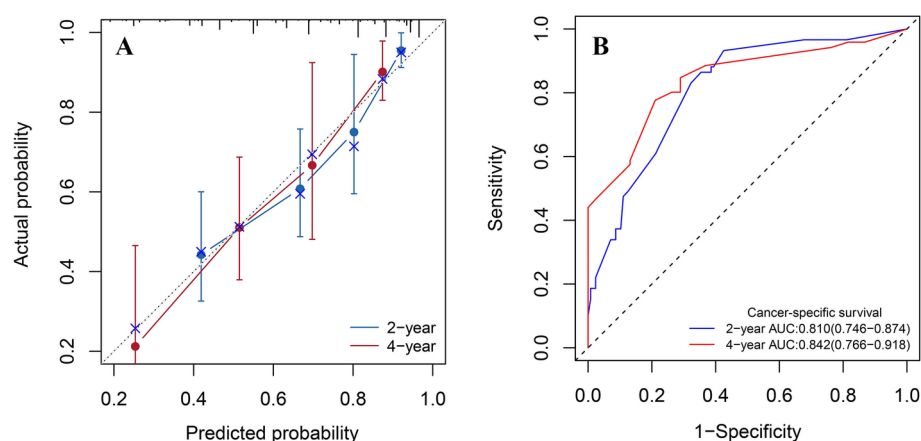 A
Actual probability
1.0
0.8
0.6
0.4
0.2
0.2 0.4 0.6 0.8 1.0
Predicted probability
2−year
4−year
B
Sensitivity
1.0
0.8
0.6
0.4
0.2
0.0
0.0 0.2 0.4 0.6 0.8 1.0
1−Specificity
Cancer-specific survival
2−year AUC:0.810(0.746−0.874)
4−year AUC:0.842(0.766−0.918)